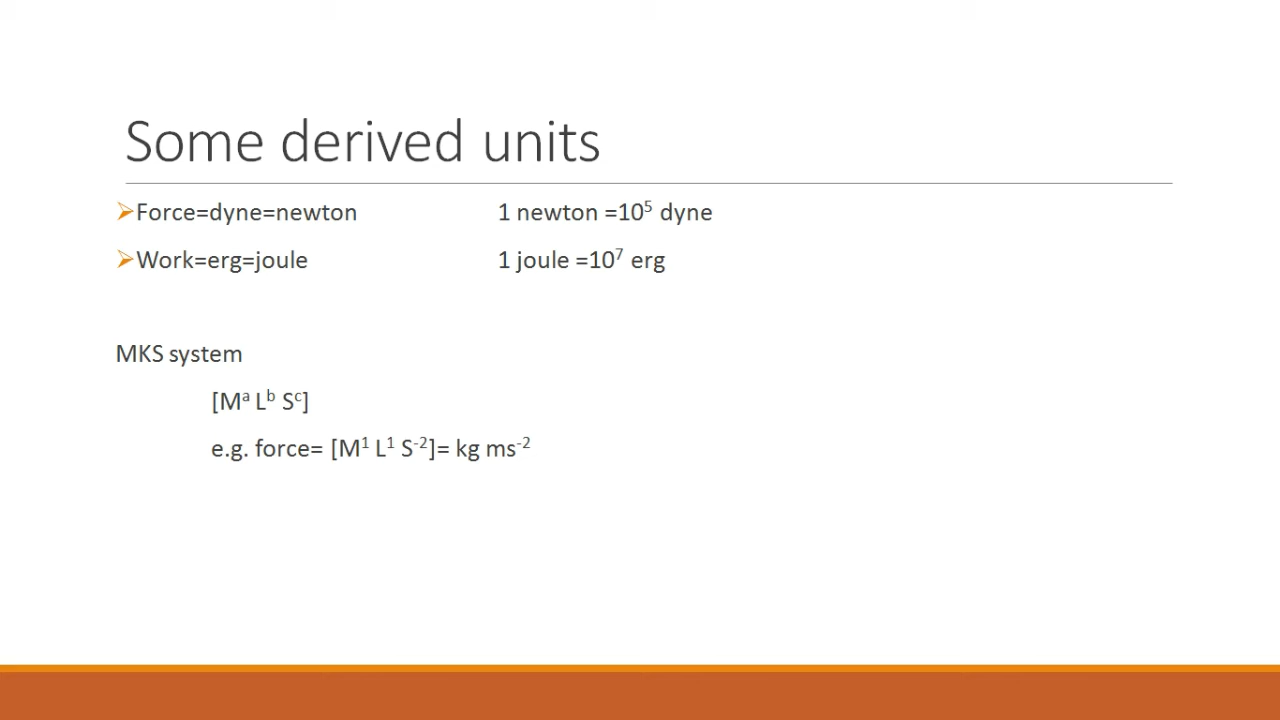 Some derived units
➢Force=dyne=newton 1 newton =10⁵ dyne
➢Work=erg=joule 1 joule =10⁷ erg
MKS system
[Mᵃ Lᵇ Sᶜ]
e.g. force= [M¹ L¹ S⁻²]= kg ms⁻²